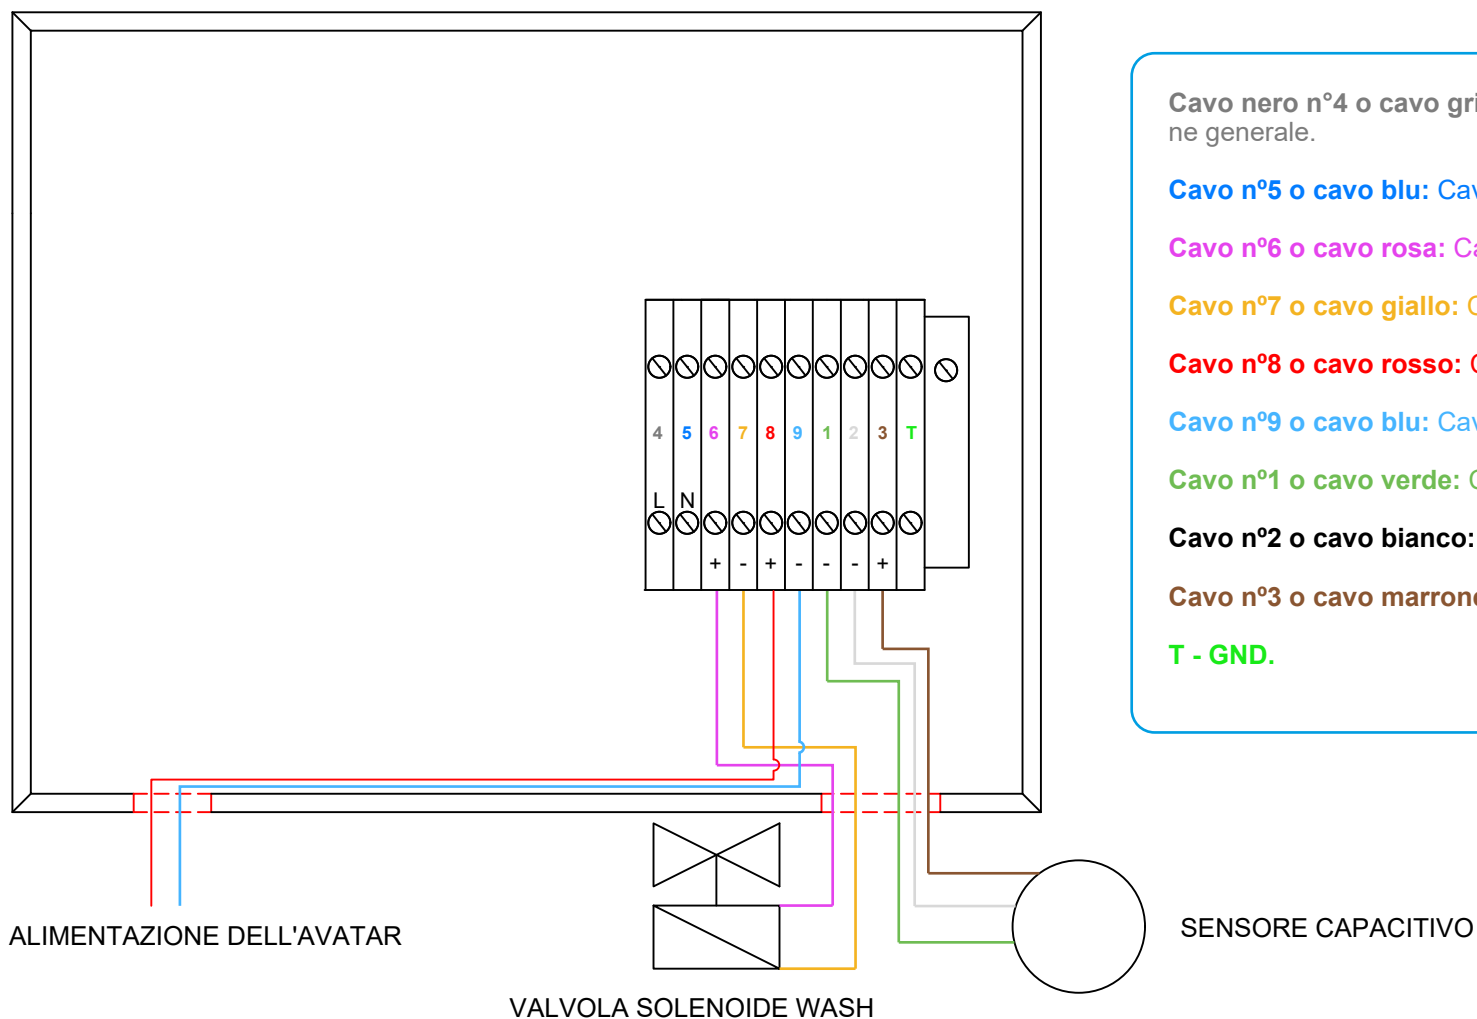 Cavo nero n°4 o cavo gri
ne generale.
Cavo nº5 o cavo blu: Cav
Cavo nº6 o cavo rosa: Ca
Cavo nº7 o cavo giallo: C
Cavo nº8 o cavo rosso: C
Cavo nº9 o cavo blu: Cav
Cavo nº1 o cavo verde: C
Cavo nº2 o cavo bianco:
Cavo nº3 o cavo marrone
T - GND.
4 5 6 7 8 9 1 2 3 T
L N
+ - + - - - +
ALIMENTAZIONE DELL'AVATAR
SENSORE CAPACITIVO
VALVOLA SOLENOIDE WASH